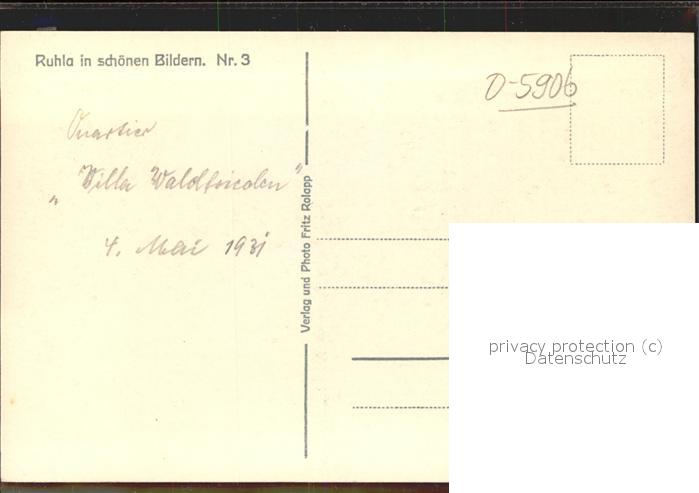 Ruhla in schönen Bildern. Nr. 3
D-5906
Quartier
„Villa Waldfrieden"
4. Mai 1931
Verlag und Photo Fritz Rolapp
privacy protection (c)
Datenschutz